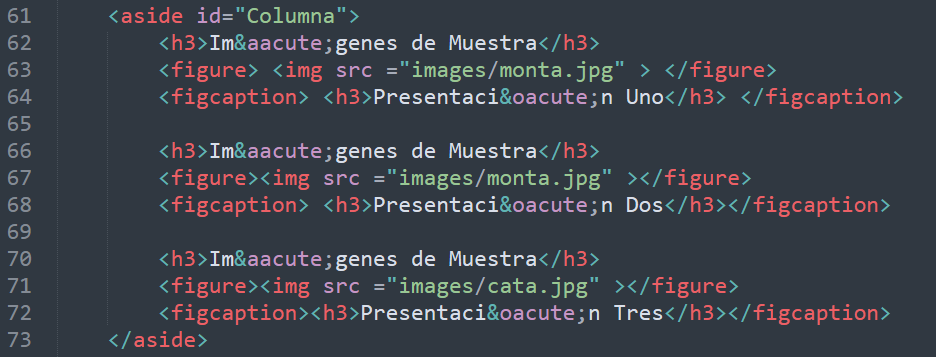 61 <aside id="Columna">
62 <h3>Im&aacute;genes de Muestra</h3>
63 <figure> <img src ="images/monta.jpg" > </figure>
64 <figcaption> <h3>Presentaci&oacute;n Uno</h3> </figcaption>
65
66 <h3>Im&aacute;genes de Muestra</h3>
67 <figure><img src ="images/monta.jpg" ></figure>
68 <figcaption> <h3>Presentaci&oacute;n Dos</h3></figcaption>
69
70 <h3>Im&aacute;genes de Muestra</h3>
71 <figure><img src ="images/cata.jpg" ></figure>
72 <figcaption><h3>Presentaci&oacute;n Tres</h3></figcaption>
73 </aside>